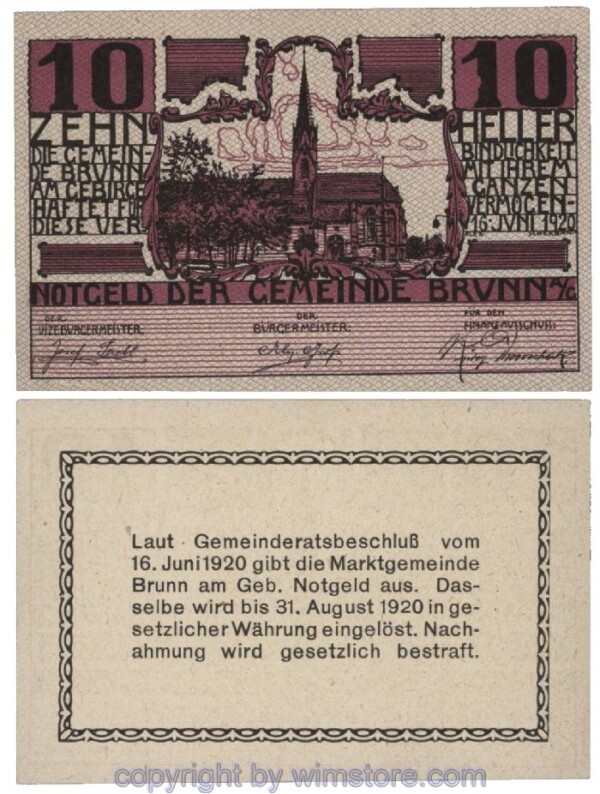 10 10
ZEHN HELLER
DIE GEMEIN-
DE BRUNN
AM GEBIRGE
HAFTET FÜR
DIESE VER-
BINDLICHKEIT
MIT IHREM
GANZEN
VERMÖGEN-
16·JUNI 1920
NOTGELD DER GEMEINDE BRUNN A/G.
DER
VIZEBÜRGERMEISTER:
DER
BÜRGERMEISTER:
FÜR DEN
FINANZAUSSCHUSS:
Laut Gemeinderatsbeschluß vom
16. Juni 1920 gibt die Marktgemeinde
Brunn am Geb. Notgeld aus. Das-
selbe wird bis 31. August 1920 in ge-
setzlicher Währung eingelöst. Nach-
ahmung wird gesetzlich bestraft.
copyright by wimstore.com